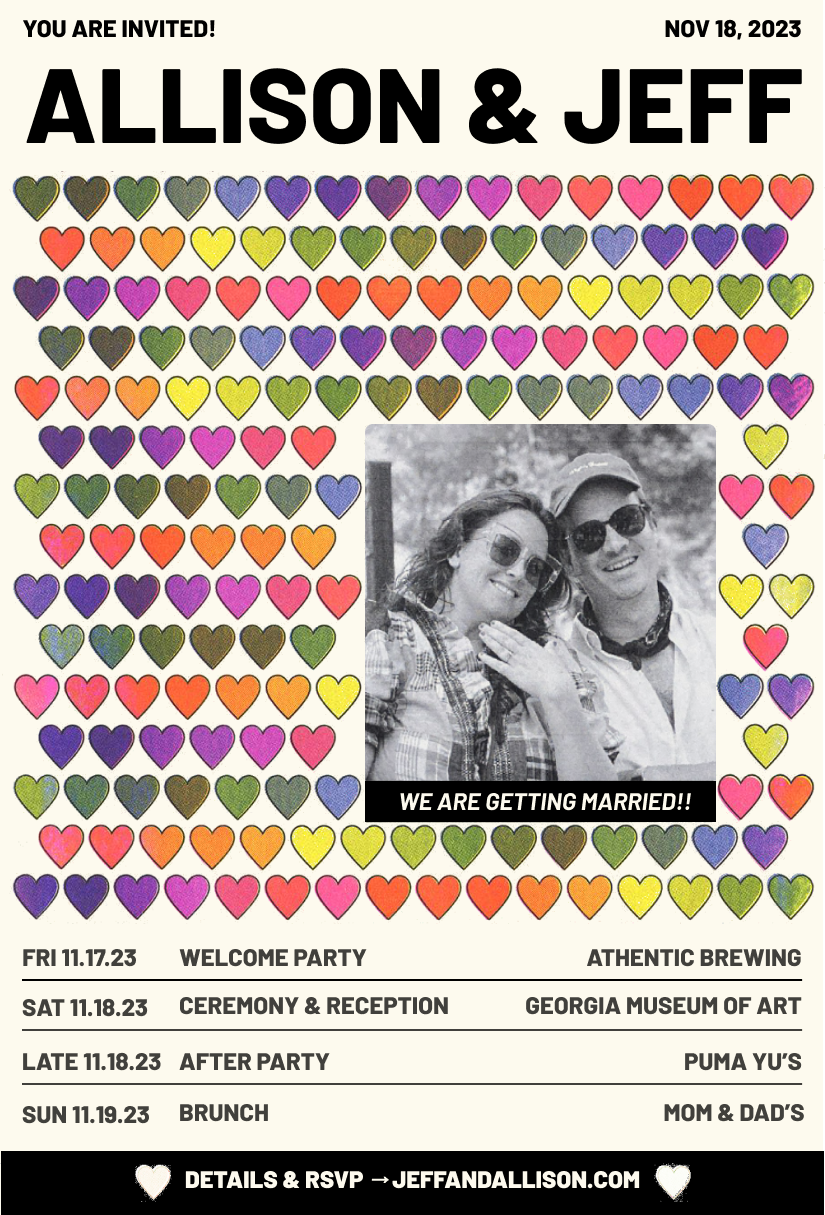 YOU ARE INVITED! NOV 18, 2023
ALLISON & JEFF
WE ARE GETTING MARRIED!!
FRI 11.17.23 WELCOME PARTY ATHENTIC BREWING
SAT 11.18.23 CEREMONY & RECEPTION GEORGIA MUSEUM OF ART
LATE 11.18.23 AFTER PARTY PUMA YU'S
SUN 11.19.23 BRUNCH MOM & DAD'S
DETAILS & RSVP →JEFFANDALLISON.COM